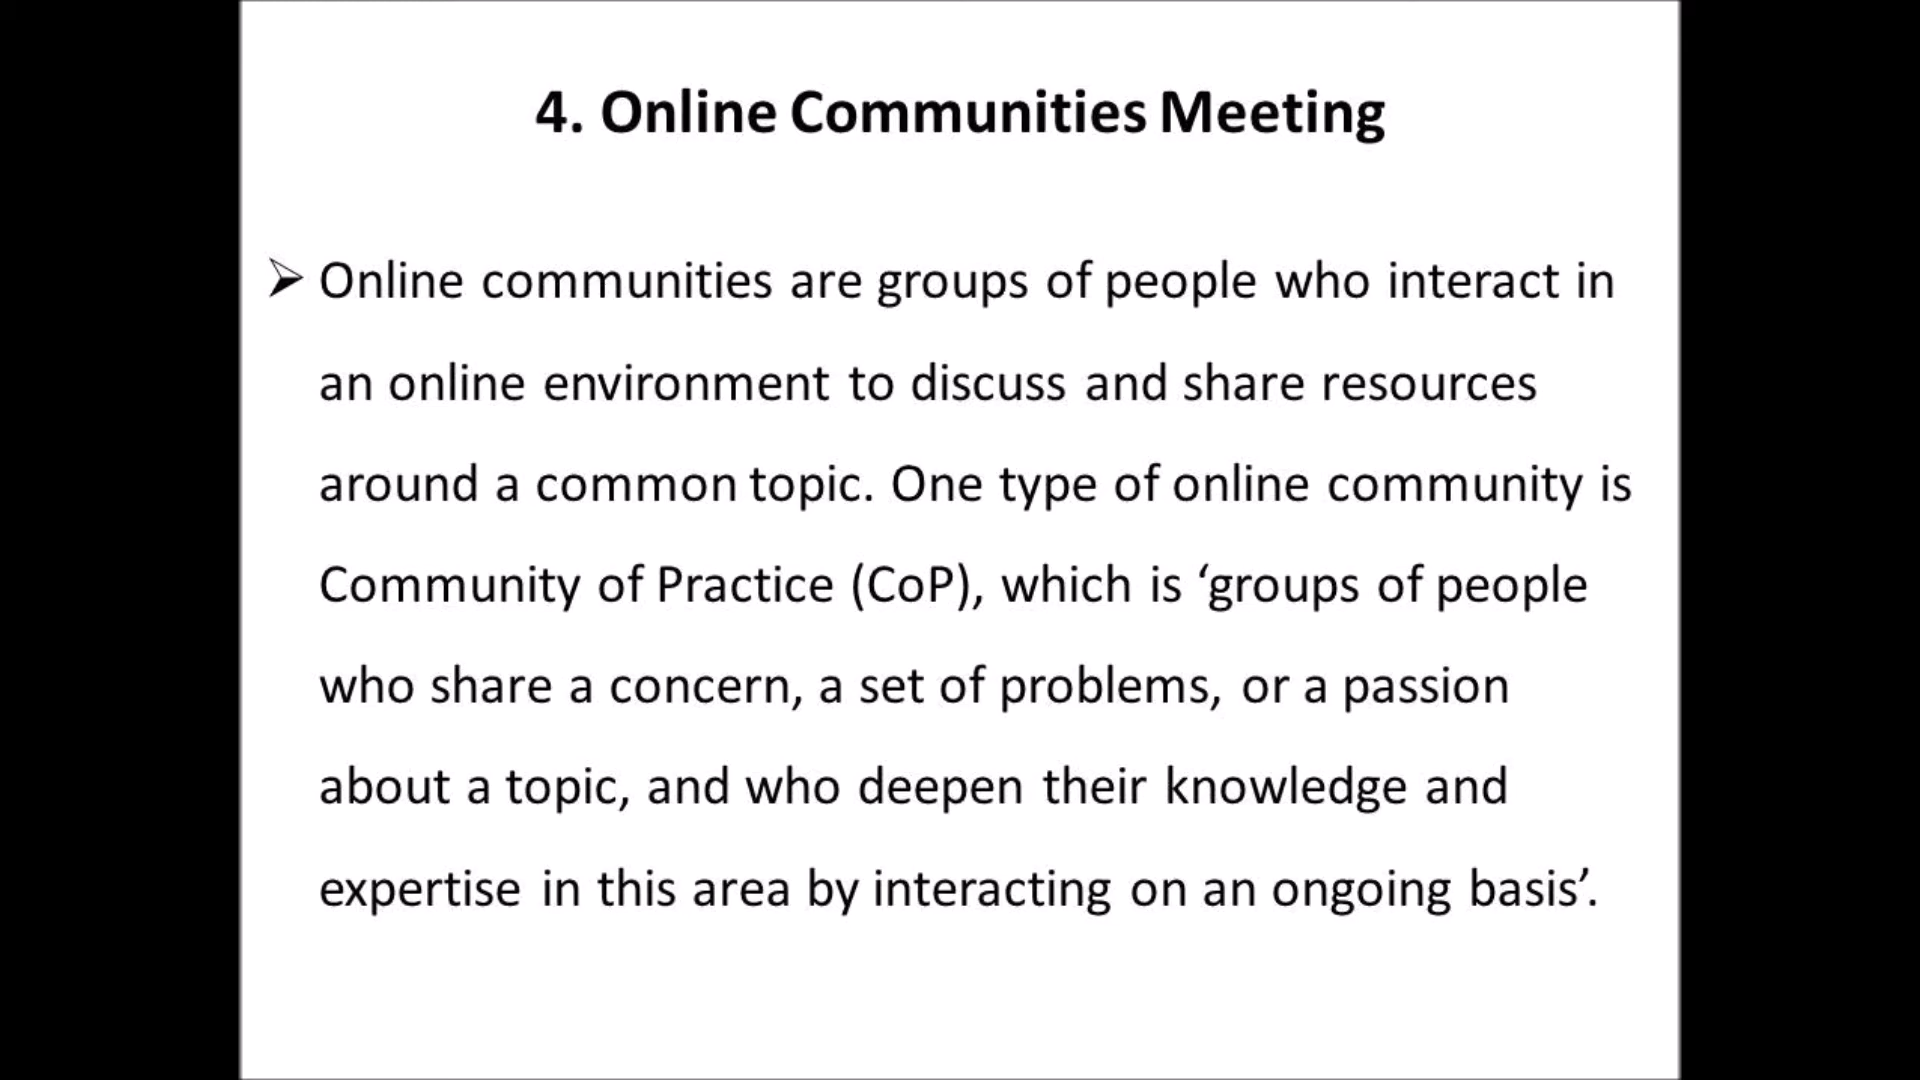 4. Online Communities Meeting
➢ Online communities are groups of people who interact in
an online environment to discuss and share resources
around a common topic. One type of online community is
Community of Practice (CoP), which is ‘groups of people
who share a concern, a set of problems, or a passion
about a topic, and who deepen their knowledge and
expertise in this area by interacting on an ongoing basis’.